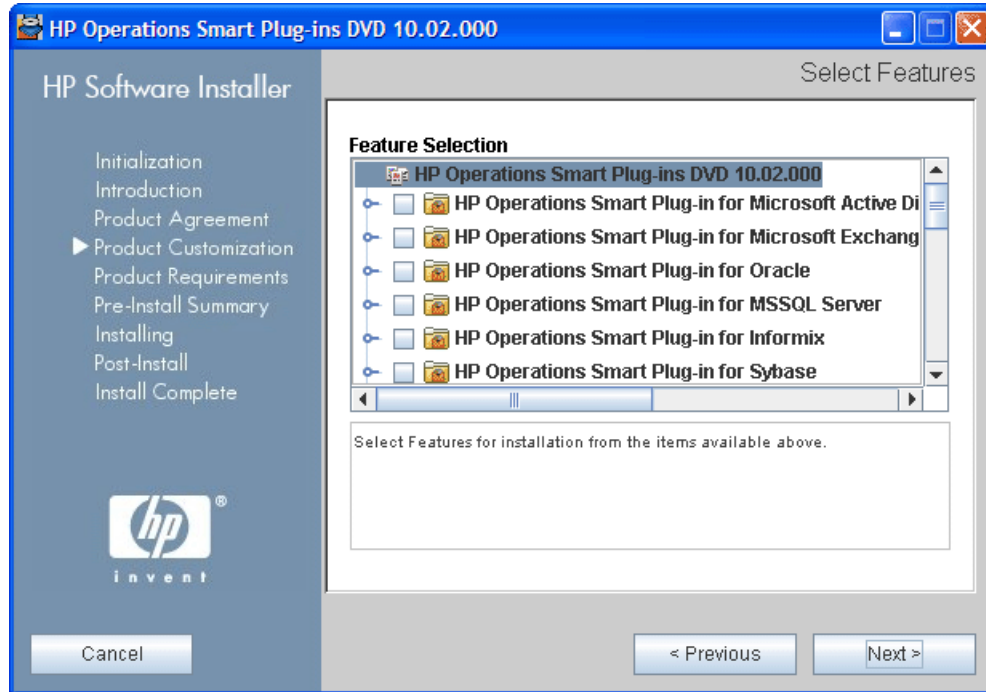 HP Operations Smart Plug-ins DVD 10.02.000
HP Software Installer
Initialization
Introduction
Product Agreement
Product Customization
Product Requirements
Pre-Install Summary
Installing
Post-Install
Install Complete
hp
®
invent
Cancel
Select Features
Feature Selection
HP Operations Smart Plug-ins DVD 10.02.000
HP Operations Smart Plug-in for Microsoft Active Di
HP Operations Smart Plug-in for Microsoft Exchang
HP Operations Smart Plug-in for Oracle
HP Operations Smart Plug-in for MSSQL Server
HP Operations Smart Plug-in for Informix
HP Operations Smart Plug-in for Sybase
Select Features for installation from the items available above.
< Previous
Next >